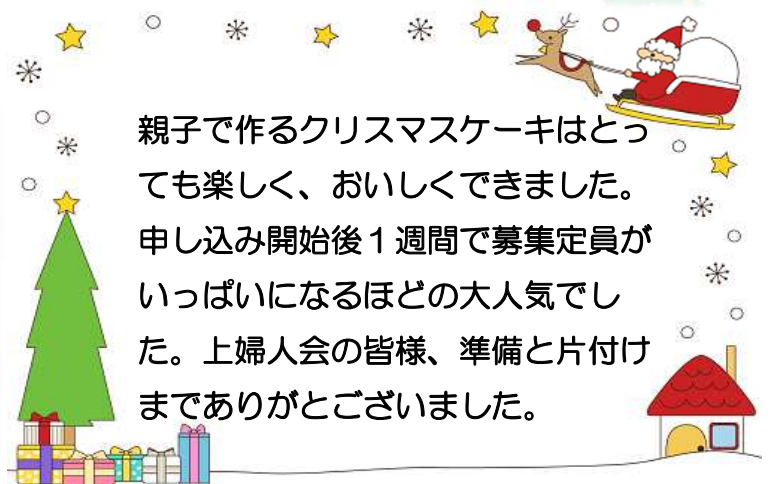 親子で作るクリスマスケーキはとっ
ても楽しく、おいしくできました。
申し込み開始後１週間で募集定員が
いっぱいになるほどの大人気でし
た。上婦人会の皆様、準備と片付け
までありがとございました。